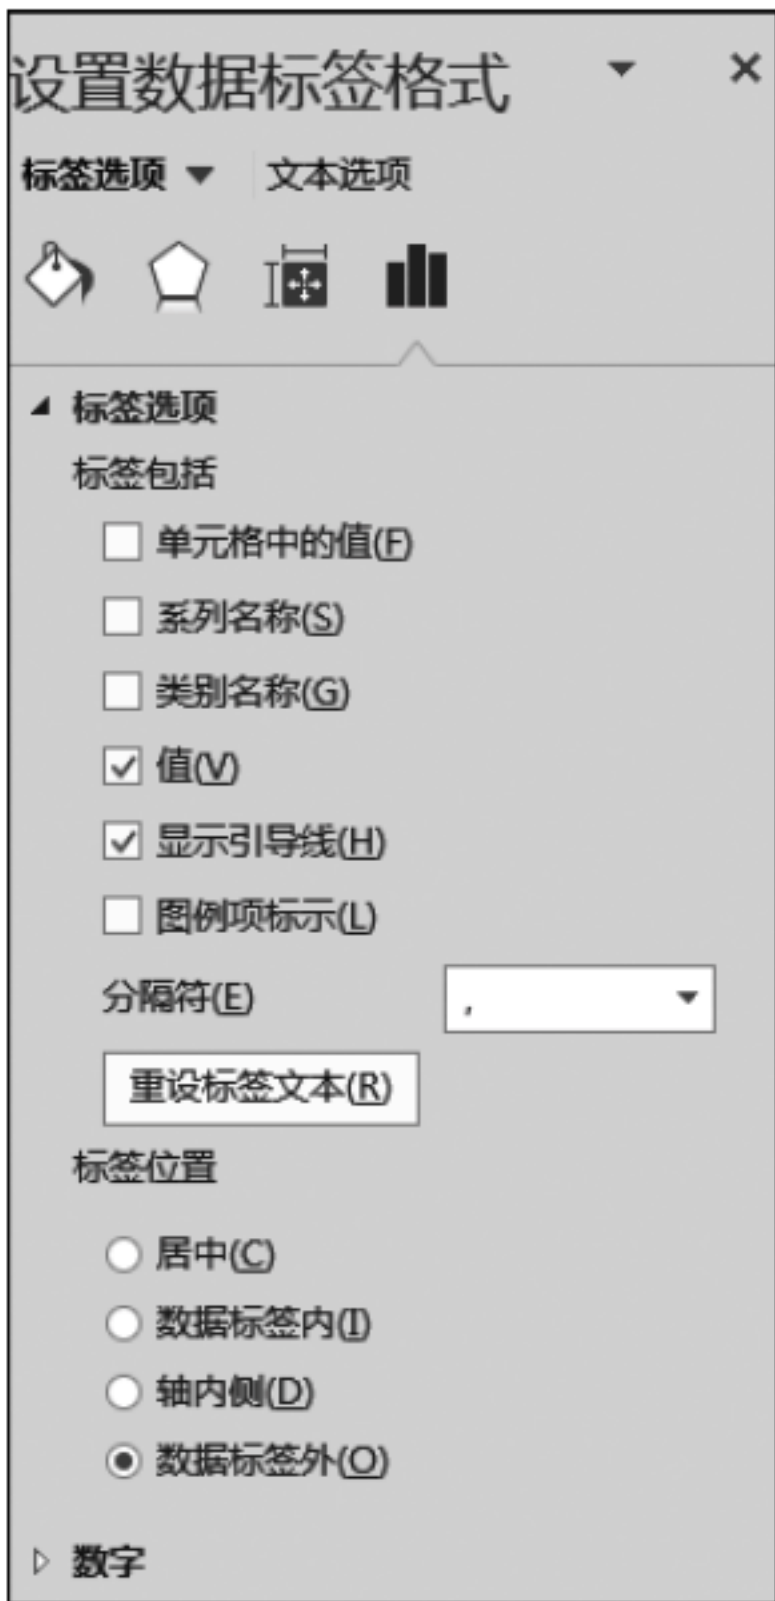 设置数据标签格式
标签选项 文本选项
标签选项
标签包括
单元格中的值(F)
系列名称(S)
类别名称(G)
值(V)
显示引导线(H)
图例项标示(L)
分隔符(E) ,
重设标签文本(R)
标签位置
居中(C)
数据标签内(I)
轴内侧(D)
数据标签外(O)
数字